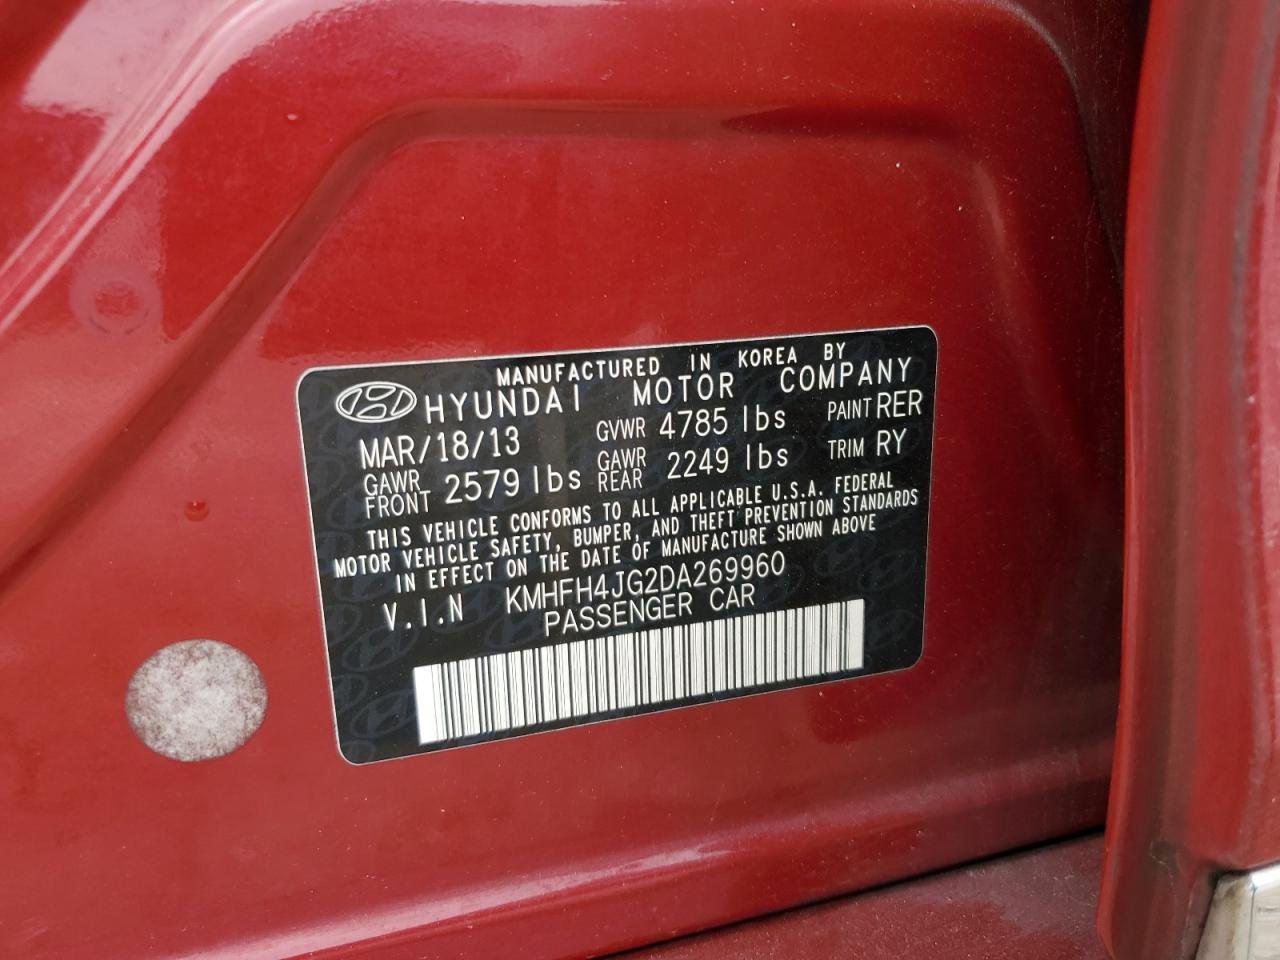 MANUFACTURED IN KOREA BY
HYUNDAI MOTOR COMPANY
MAR/18/13 GVWR 4785 lbs PAINT RER
GAWR FRONT 2579 lbs GAWR REAR 2249 lbs TRIM RY
THIS VEHICLE CONFORMS TO ALL APPLICABLE U.S.A. FEDERAL
MOTOR VEHICLE SAFETY, BUMPER, AND THEFT PREVENTION STANDARDS
IN EFFECT ON THE DATE OF MANUFACTURE SHOWN ABOVE
V.I.N KMHFH4JG2DA269960
PASSENGER CAR